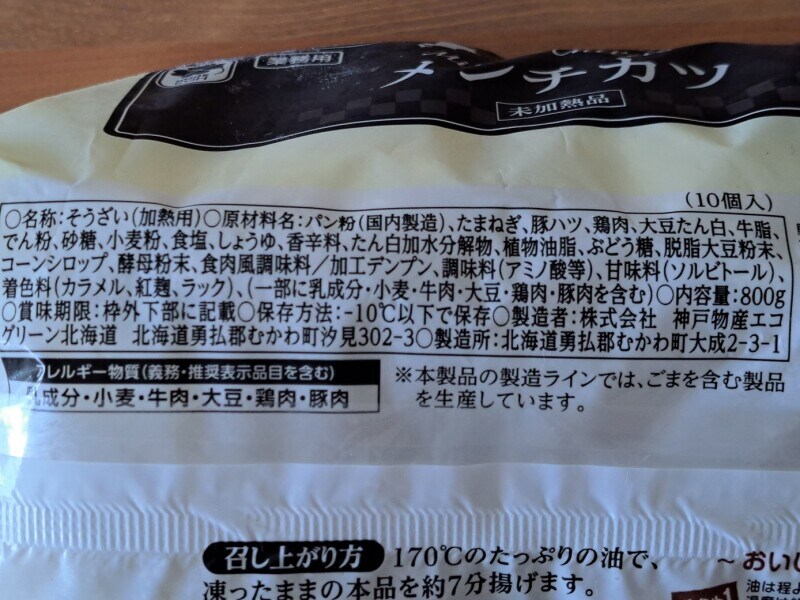 業務用
メンチカツ
未加熱品
(10個入)
○名称:そうざい(加熱用)○原材料名:パン粉(国内製造)、たまねぎ、豚ハツ、鶏肉、大豆たん白、牛脂、
でん粉、砂糖、小麦粉、食塩、しょうゆ、香辛料、たん白加水分解物、植物油脂、ぶどう糖、脱脂大豆粉末、
コーンシロップ、酵母粉末、食肉風調味料/加工デンプン、調味料(アミノ酸等)、甘味料(ソルビトール)、
着色料(カラメル、紅麹、ラック)、(一部に乳成分・小麦・牛肉・大豆・鶏肉・豚肉を含む)○内容量:800g
○賞味期限:枠外下部に記載○保存方法:-10℃以下で保存○製造者:株式会社 神戸物産エコ
グリーン北海道 北海道勇払郡むかわ町汐見302-3○製造所:北海道勇払郡むかわ町大成2-3-1
アレルギー物質(義務・推奨表示品目を含む)
乳成分・小麦・牛肉・大豆・鶏肉・豚肉
※本製品の製造ラインでは、ごまを含む製品
を生産しています。
召し上がり方 170℃のたっぷりの油で、
凍ったままの本品を約7分揚げます。
~おいし
油は程よ